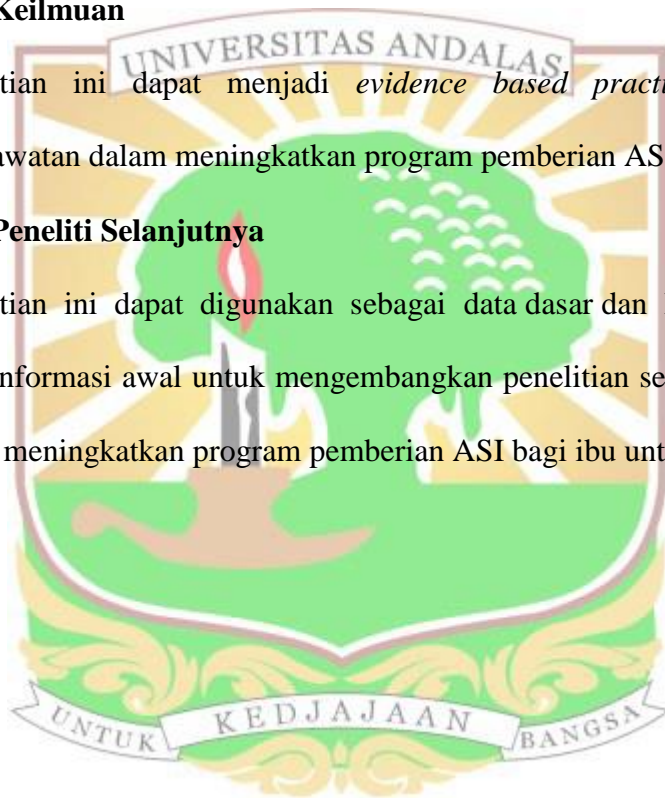 Keilmuan
UNIVERSITAS ANDALAS
tian ini dapat menjadi evidence based practi
awatan dalam meningkatkan program pemberian AS
Peneliti Selanjutnya
tian ini dapat digunakan sebagai data dasar dan
nformasi awal untuk mengembangkan penelitian se
meningkatkan program pemberian ASI bagi ibu unt
UNTUK KEDJAJAAN BANGSA